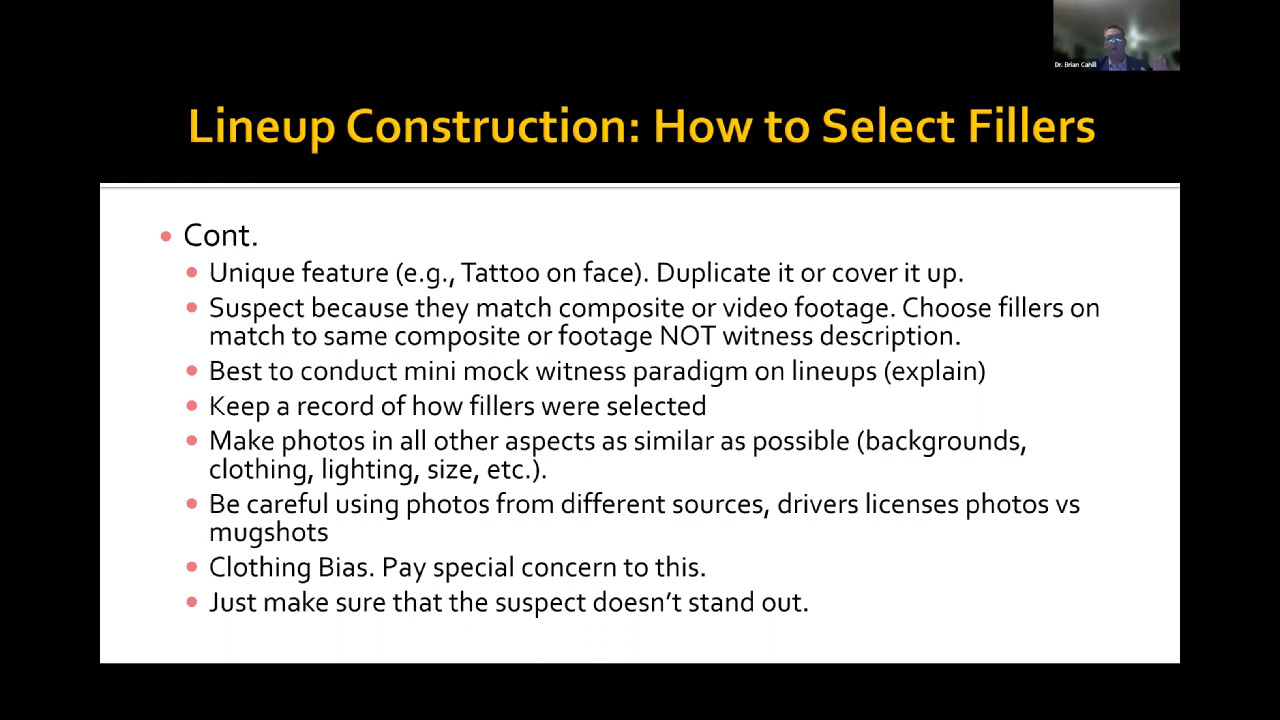 Dr. Brian Cahill
Lineup Construction: How to Select Fillers
Cont.
Unique feature (e.g., Tattoo on face). Duplicate it or cover it up.
Suspect because they match composite or video footage. Choose fillers on
match to same composite or footage NOT witness description.
Best to conduct mini mock witness paradigm on lineups (explain)
Keep a record of how fillers were selected
Make photos in all other aspects as similar as possible (backgrounds,
clothing, lighting, size, etc.).
Be careful using photos from different sources, drivers licenses photos vs
mugshots
Clothing Bias. Pay special concern to this.
Just make sure that the suspect doesn't stand out.